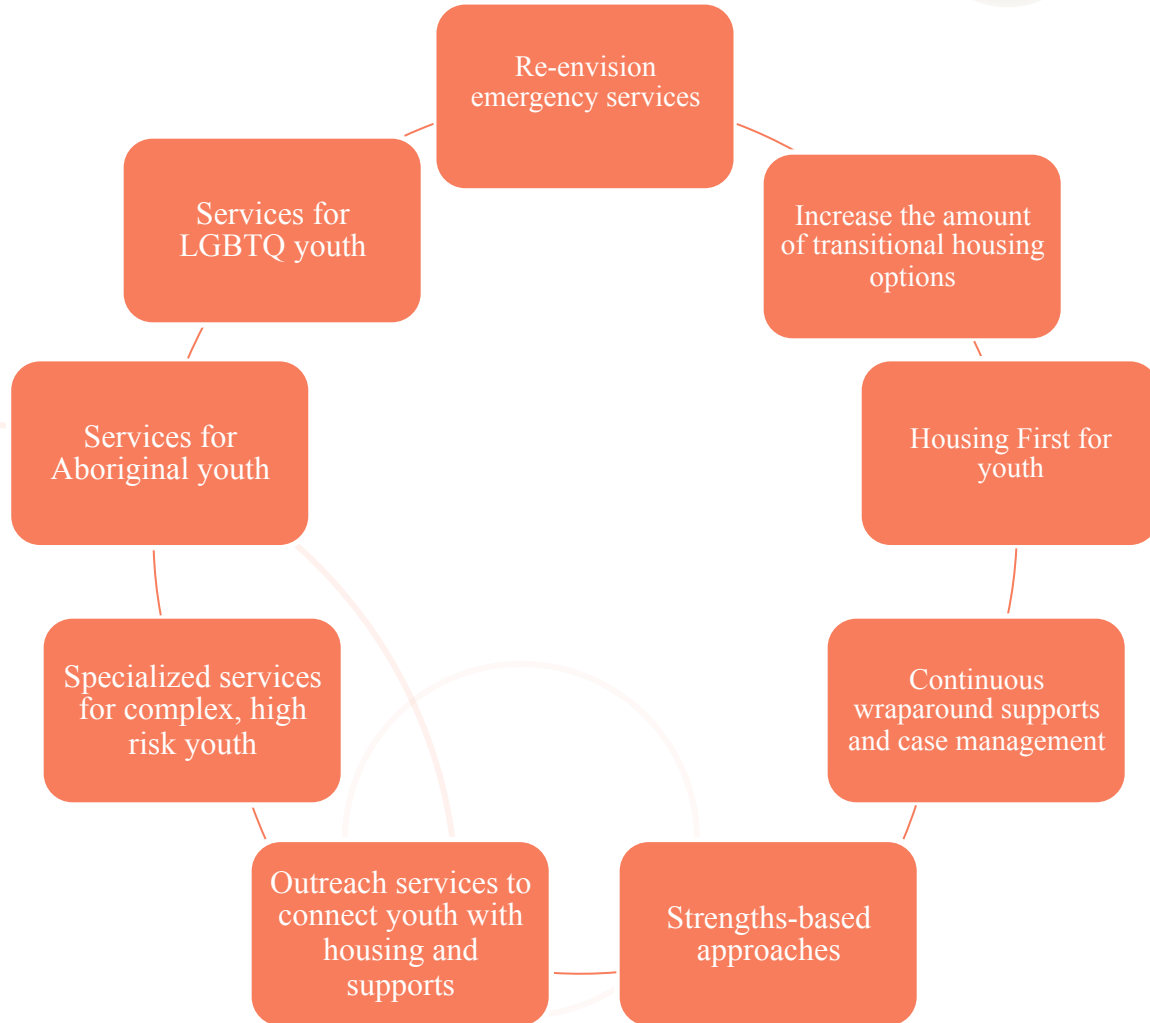 Re-envision
emergency services
Increase the amount
of transitional housing
options
Housing First for
youth
Continuous
wraparound supports
and case management
Strengths-based
approaches
Outreach services to
connect youth with
housing and
supports
Specialized services
for complex, high
risk youth
Services for
Aboriginal youth
Services for
LGBTQ youth